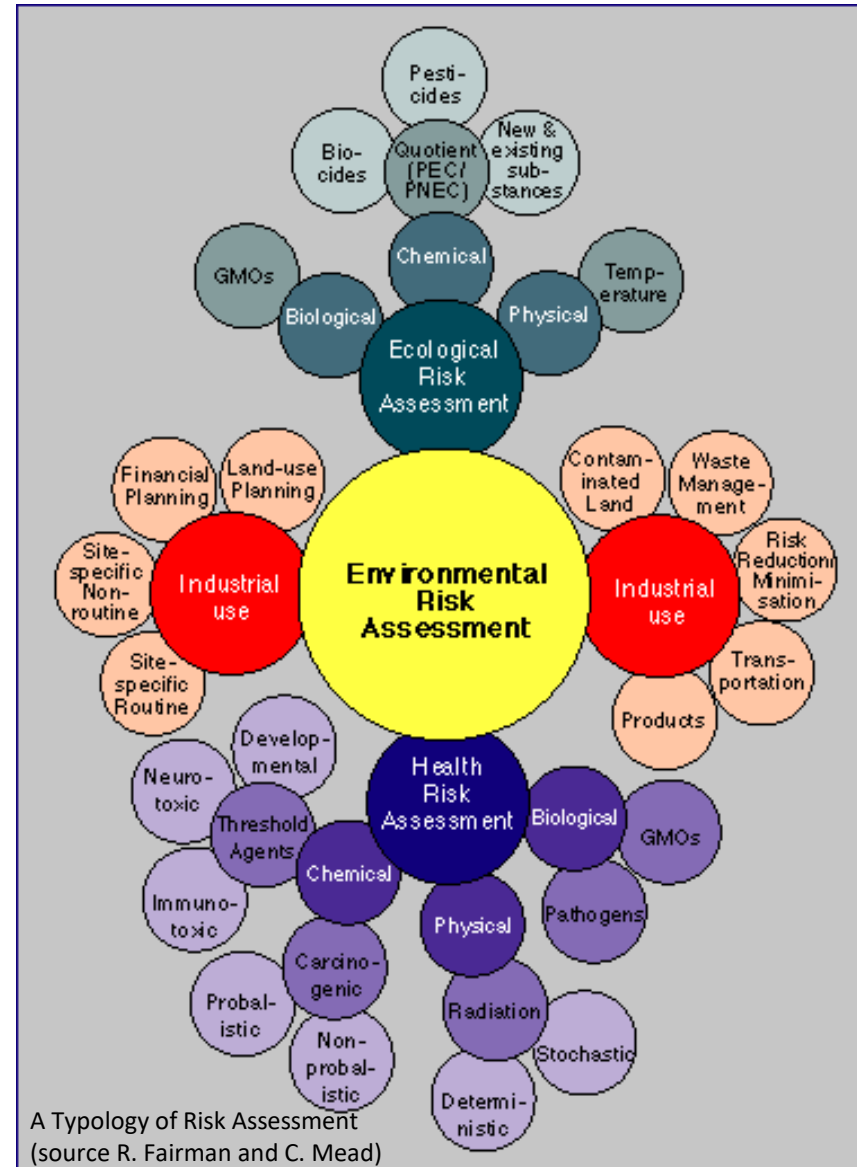 Pesti-
cides
Bio-
cides
Quotient
(PEC/
PNEC)
New &
existing
sub-
stances
GMOs
Biological
Chemical
Physical
Temp-
erature
Ecological
Risk
Assessment
Financial
Planning
Land-use
Planning
Site-
specific
Non-
routine
Site-
specific
Routine
Industrial
use
Environmental
Risk
Assessment
Contam-
inated
Land
Waste
Manage-
ment
Risk
Reduction/
Minimi-
sation
Trans-
portation
Products
Industrial
use
Health
Risk
Assessment
Develop-
mental
Neuro-
toxic
Threshold
Agents
Immuno-
toxic
Chemical
Carcino-
genic
Probal-
istic
Non-
probal-
istic
Physical
Radiation
Stochastic
Determi-
nistic
Biological
GMOs
Pathogens
A Typology of Risk Assessment
(source R. Fairman and C. Mead)